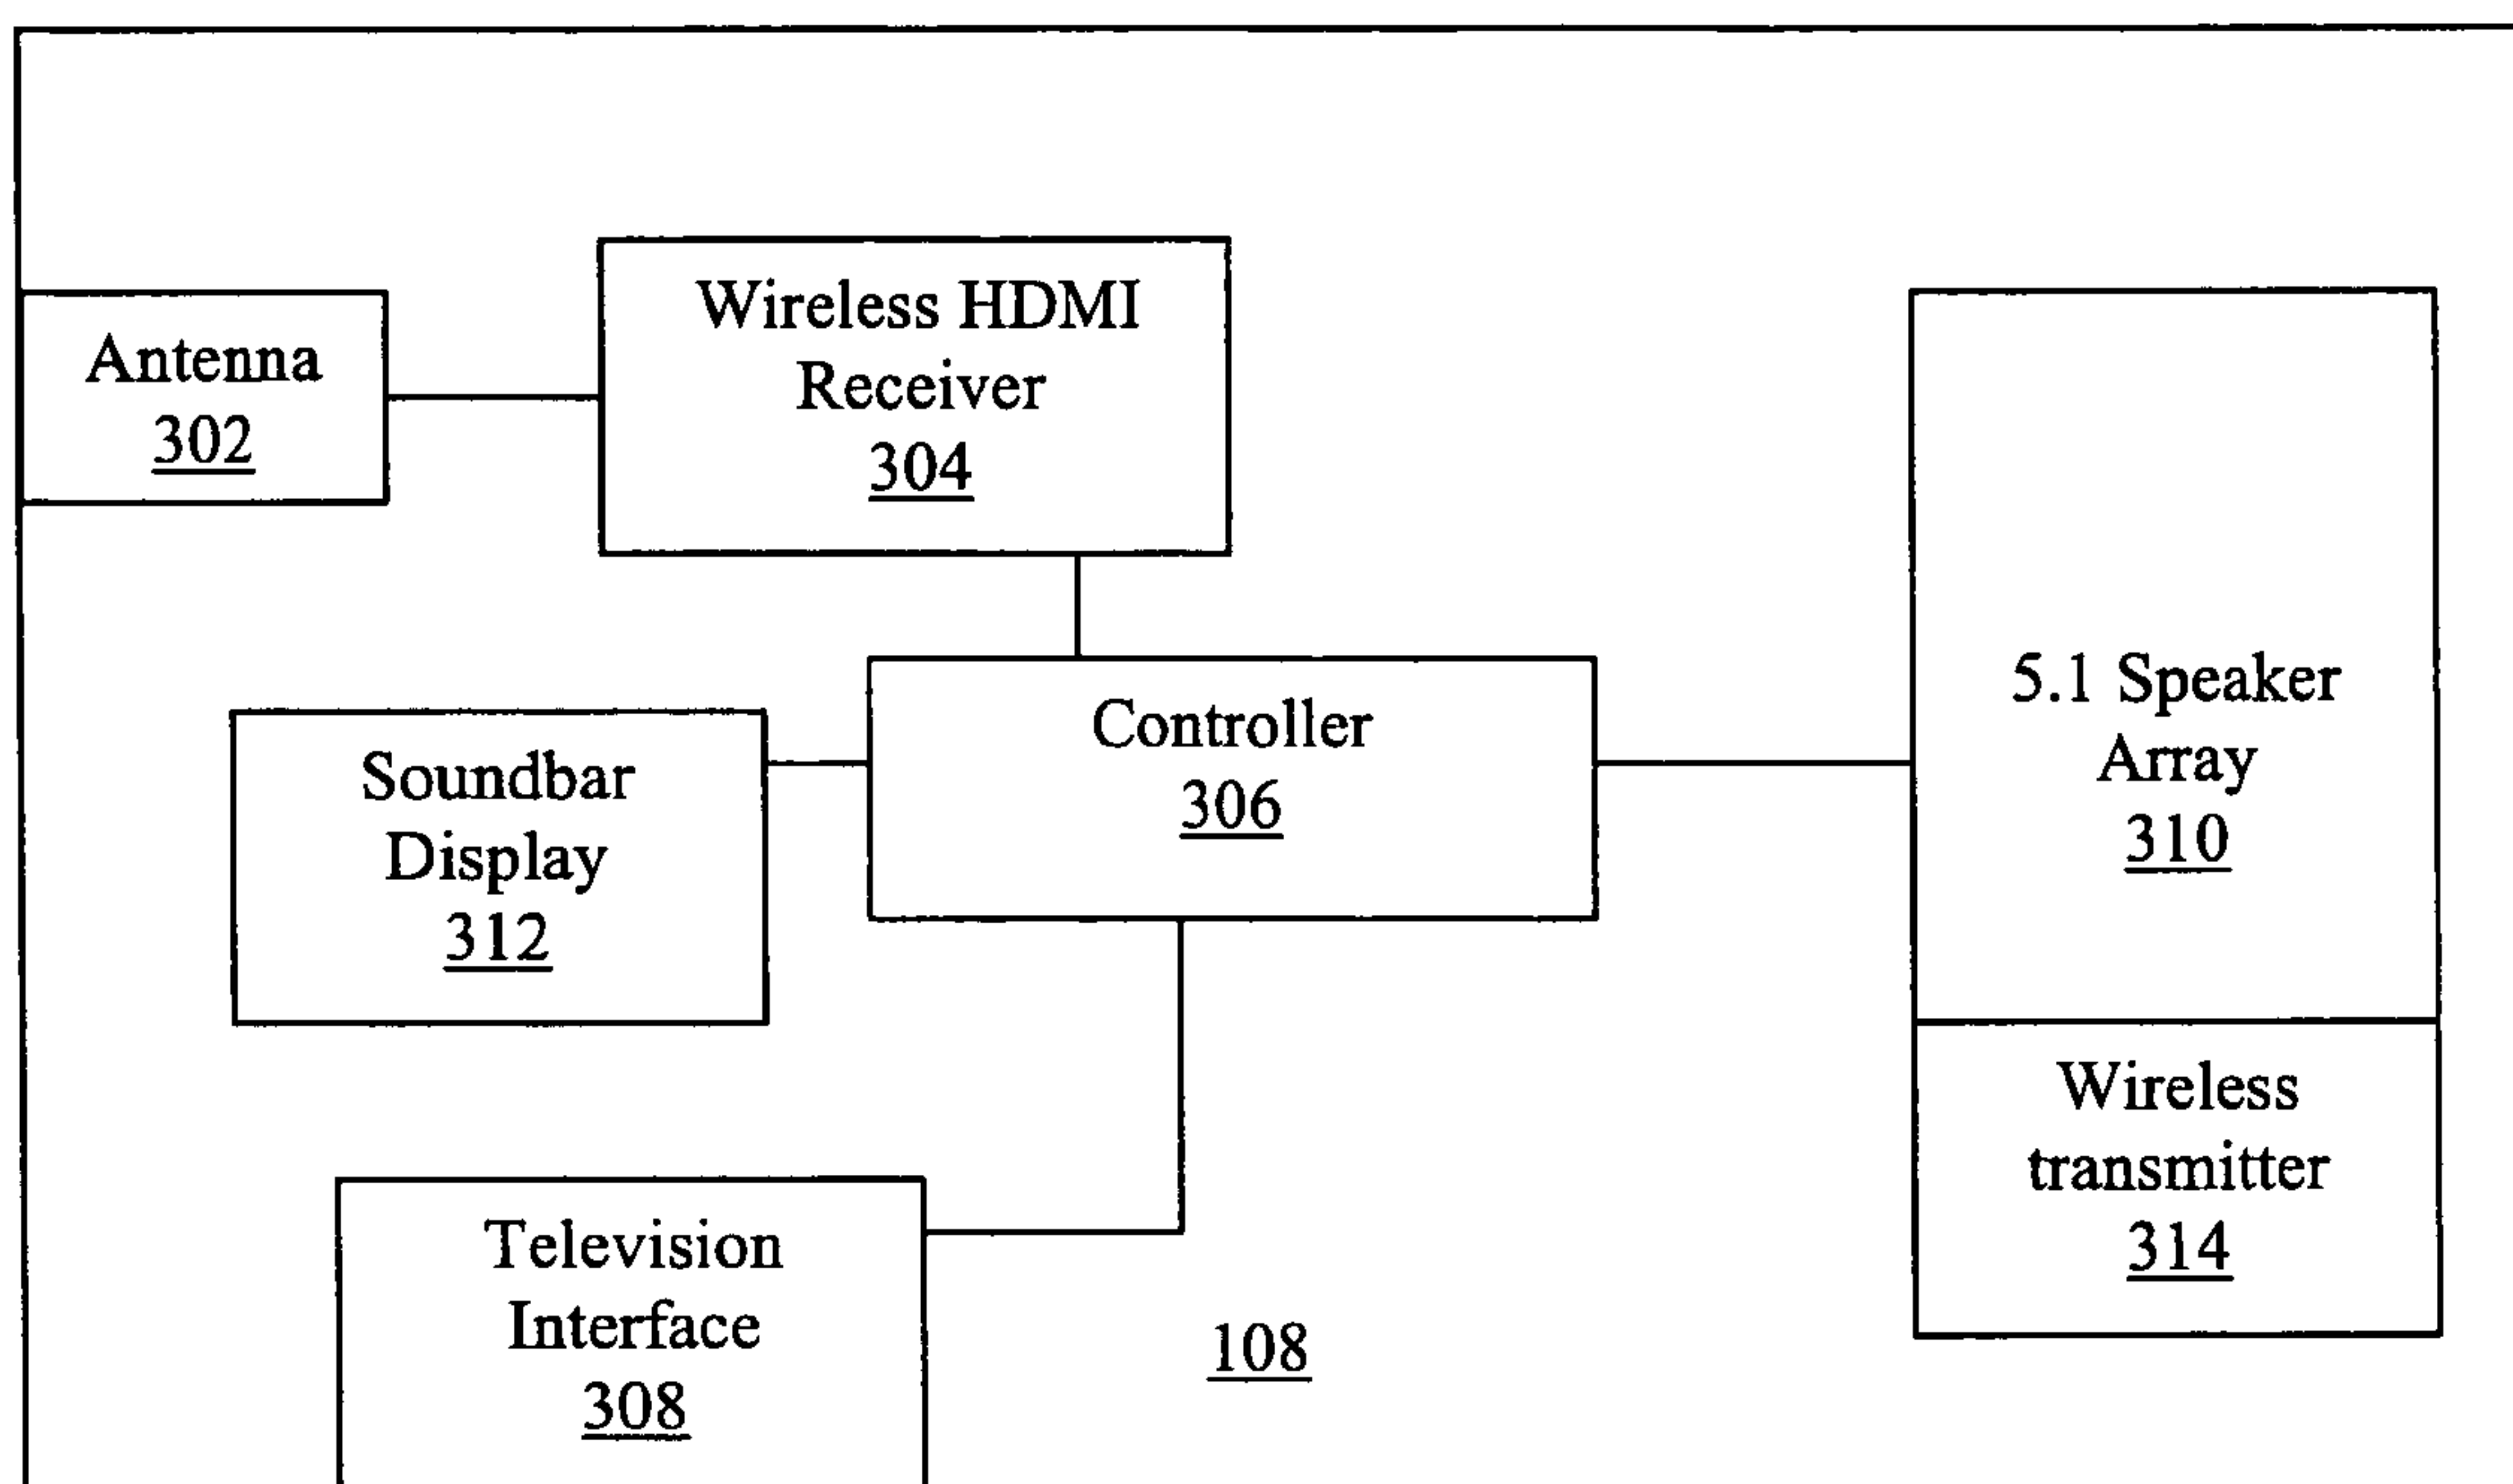 Antenna
302
Wireless HDMI
Receiver
304
Soundbar
Display
312
Controller
306
5.1 Speaker
Array
310
Wireless
transmitter
314
Television
Interface
308
108